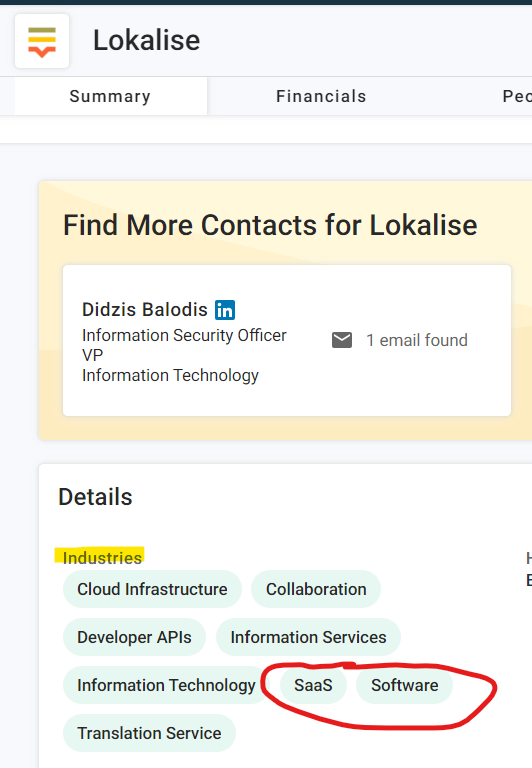 Lokalise
Summary Financials
Find More Contacts for Lokalise
Didzis Balodis in
Information Security Officer
VP
Information Technology
1 email found
Details
Industries
Cloud Infrastructure Collaboration
Developer APIs Information Services
Information Technology SaaS Software
Translation Service